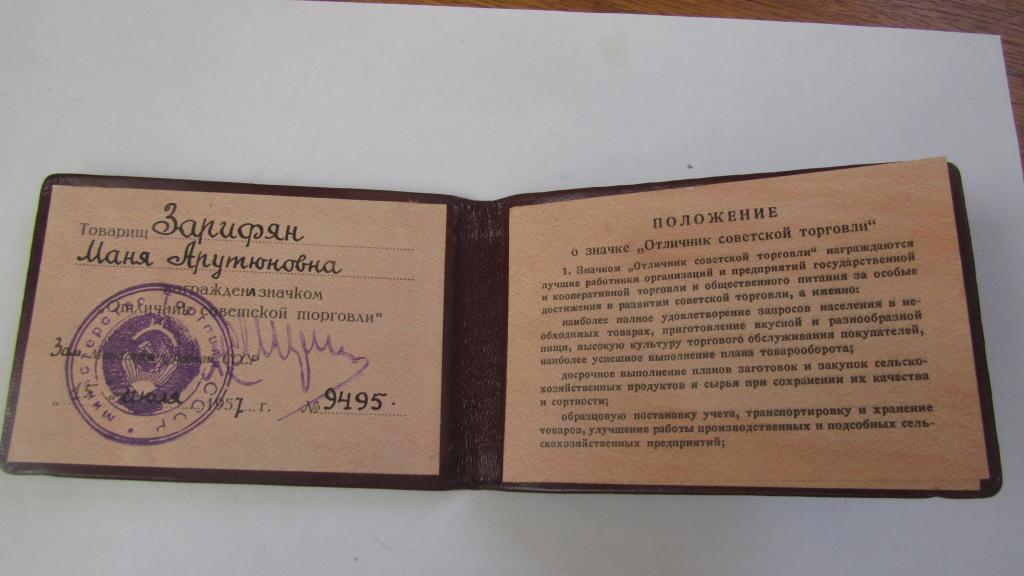 Товарищ Зарифян
Маня Арутюновна
награждена значком
„Отличник советской торговли“
Зам. Министра торговли СССР
июля 1957 г. № 9495.
Министерство торговли СССР
ПОЛОЖЕНИЕ
о значке „Отличник советской торговли“
1. Значком „Отличник советской торговли“ награждаются
лучшие работники организаций и предприятий государственной
и кооперативной торговли и общественного питания за особые
достижения в развитии советской торговли, а именно:
наиболее полное удовлетворение запросов населения в не-
обходимых товарах, приготовление вкусной и разнообразной
пищи, высокую культуру торгового обслуживания покупателей,
наиболее успешное выполнение плана товарооборота;
досрочное выполнение планов заготовок и закупок сельско-
хозяйственных продуктов и сырья при сохранении их качества
и сортности;
образцовую постановку учета, транспортировку и хранение
товаров, улучшение работы производственных и подсобных сель-
скохозяйственных предприятий;